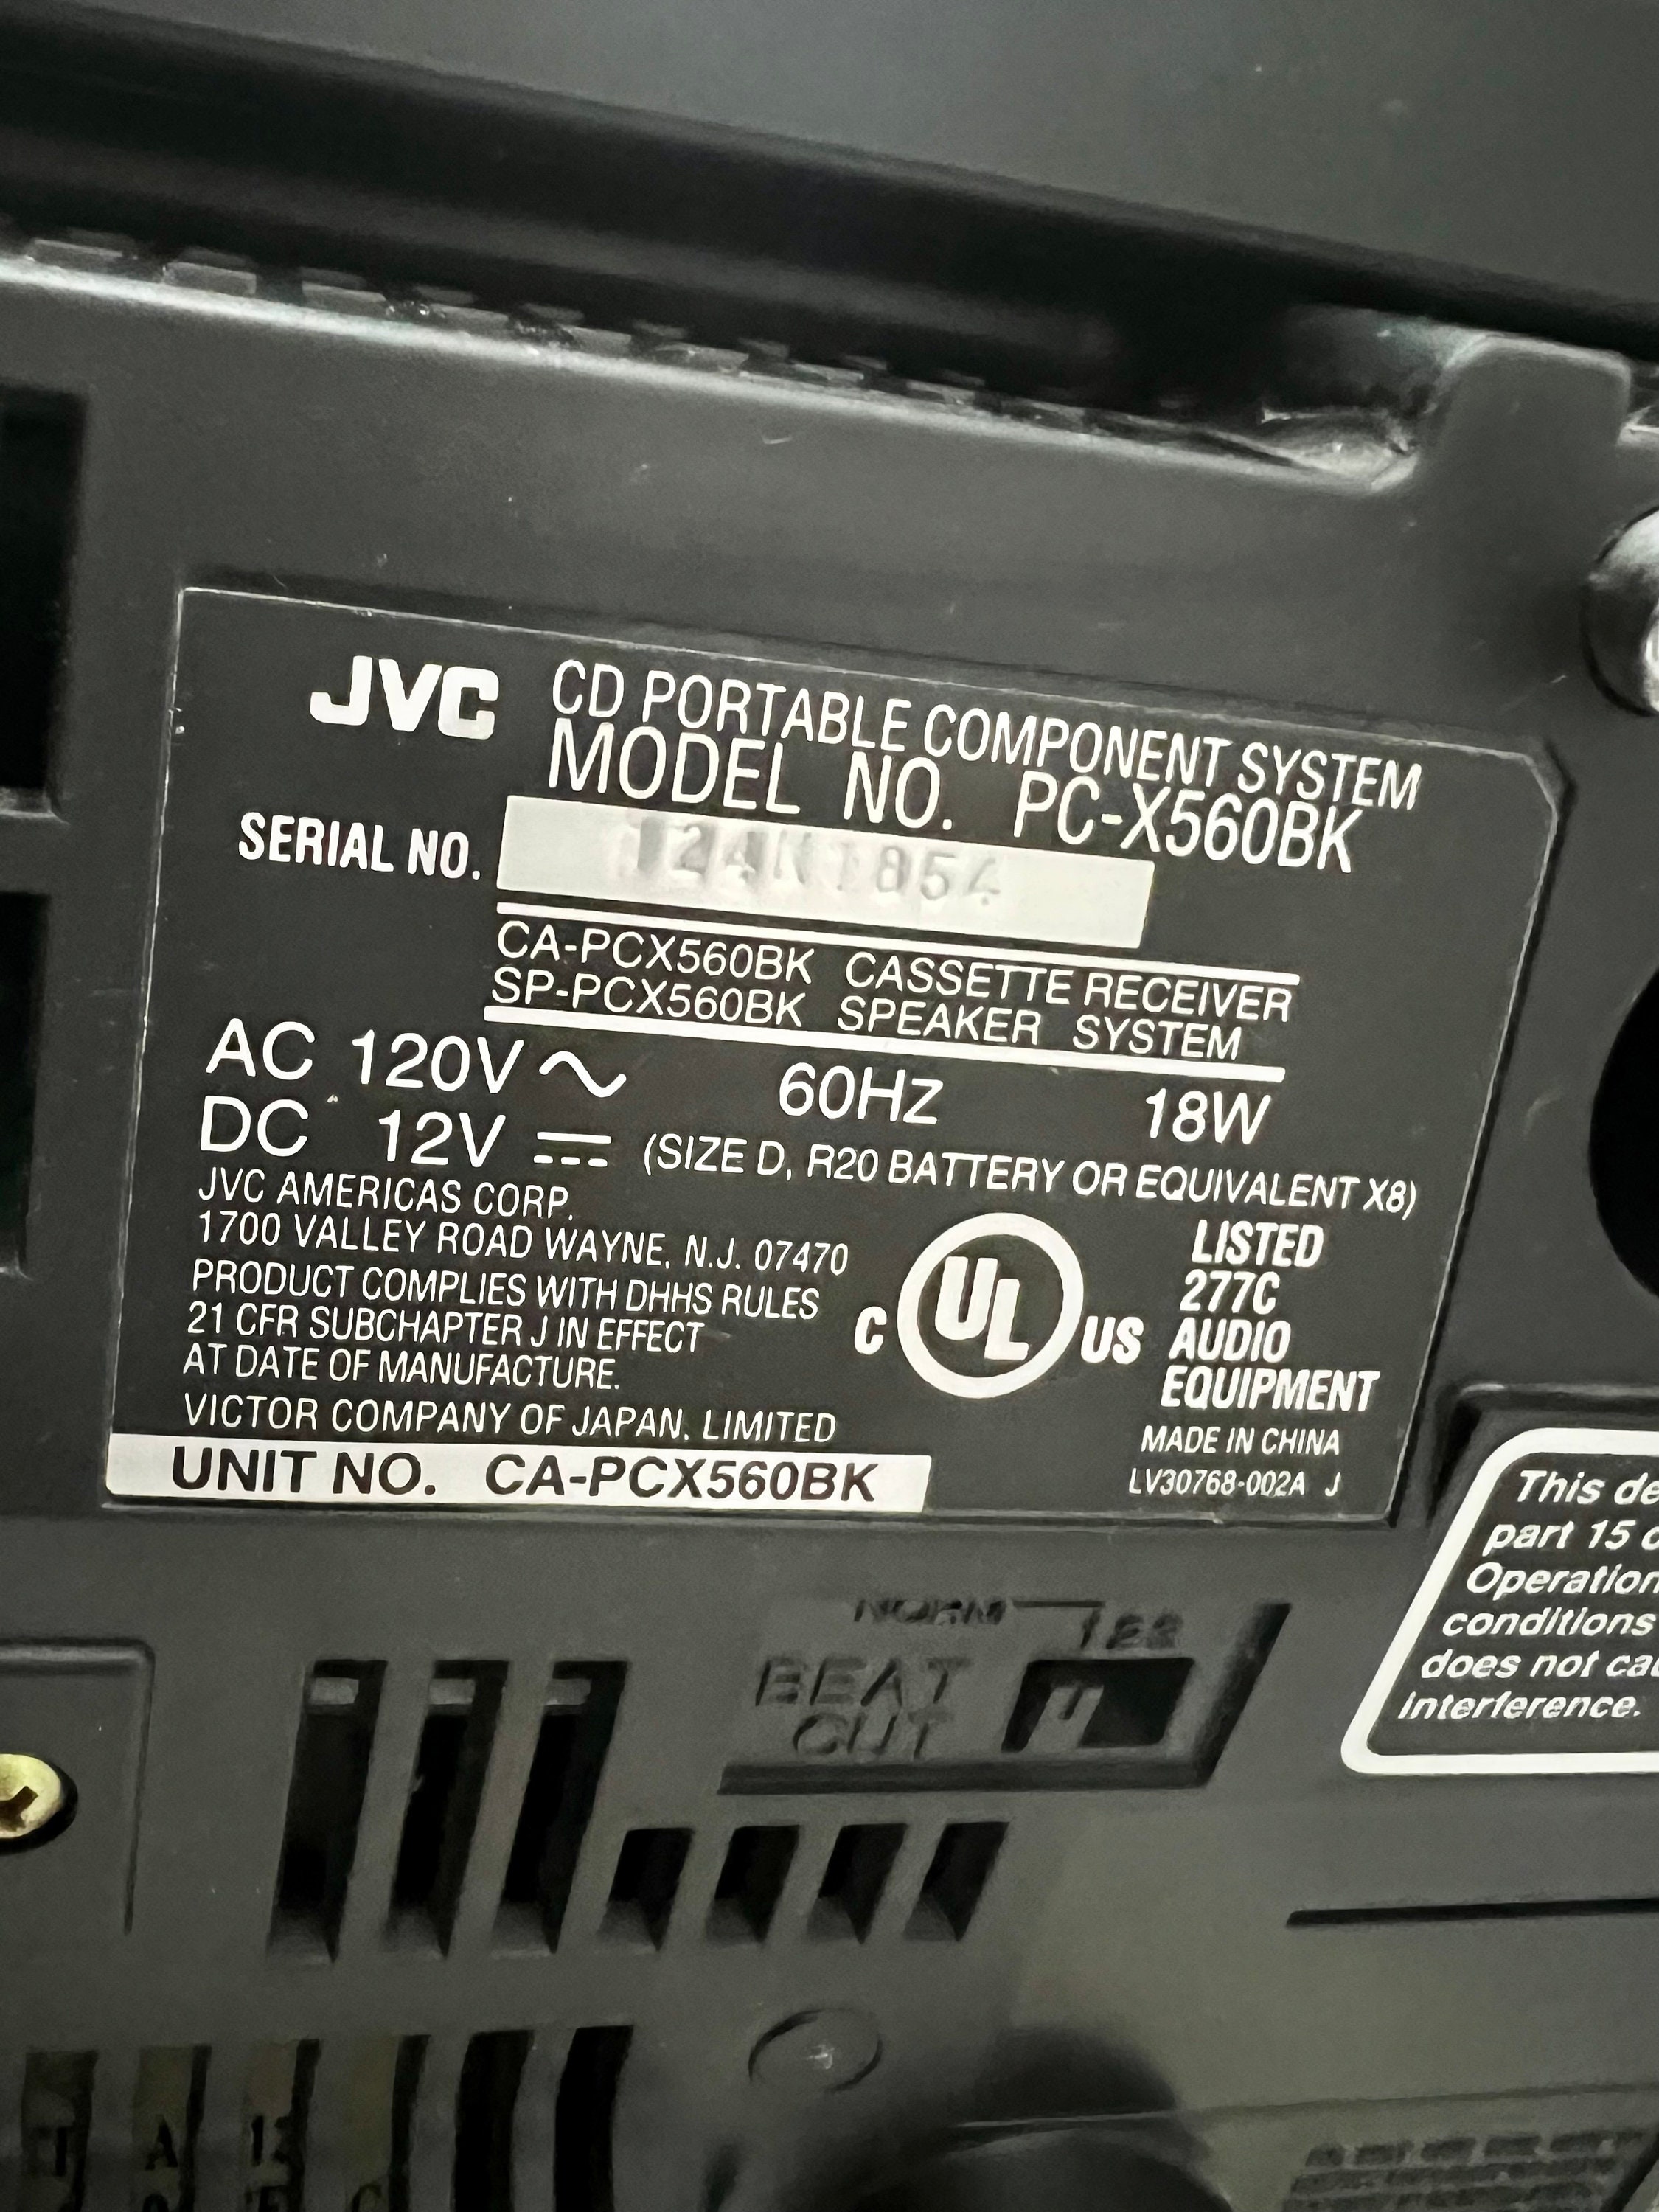 JVC CD PORTABLE COMPONENT SYSTEM
MODEL NO. PC-X560BK
SERIAL NO.
CA-PCX560BK CASSETTE RECEIVER
SP-PCX560BK SPEAKER SYSTEM
AC 120V ~ 60Hz 18W
DC 12V ⎓ (SIZE D, R20 BATTERY OR EQUIVALENT X8)
JVC AMERICAS CORP.
1700 VALLEY ROAD WAYNE, N.J. 07470
PRODUCT COMPLIES WITH DHHS RULES
21 CFR SUBCHAPTER J IN EFFECT
AT DATE OF MANUFACTURE.
VICTOR COMPANY OF JAPAN, LIMITED
UNIT NO. CA-PCX560BK
C UL US
LISTED
277C
AUDIO
EQUIPMENT
MADE IN CHINA
LV30768-002A J
This de
part 15 o
Operation
conditions
does not cau
interference.
NORM 123
BEAT
CUT